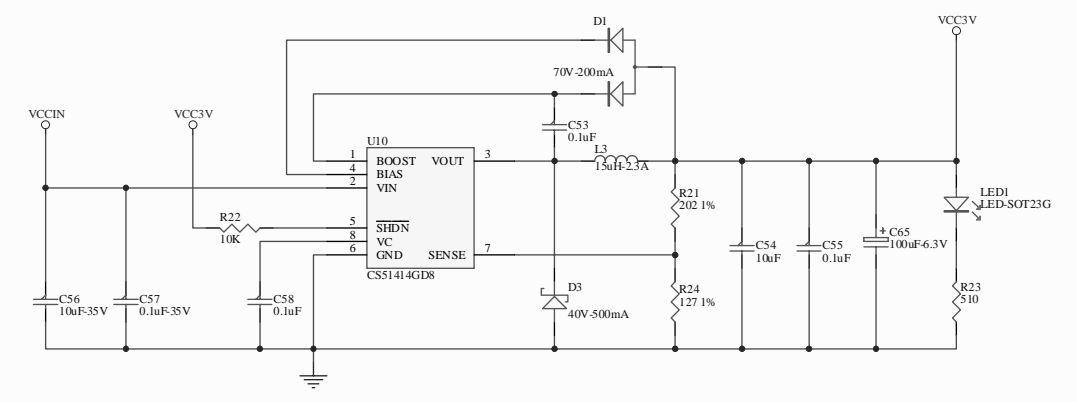 D1
VCC3V
70V-200mA
VCCIN
VCC3V
C53
0.1uF
U10
1 BOOST VOUT 3
4 BIAS
2 VIN
L3
15uH-2.3A
R21
202 1%
LED1
LED-SOT23G
R22
10K
5 SHDN
8 VC
6 GND SENSE 7
CS51414GD8
C54
10uF
C55
0.1uF
+ C65
100uF-6.3V
C56
10uF-35V
C57
0.1uF-35V
C58
0.1uF
D3
40V-500mA
R24
127 1%
R23
510